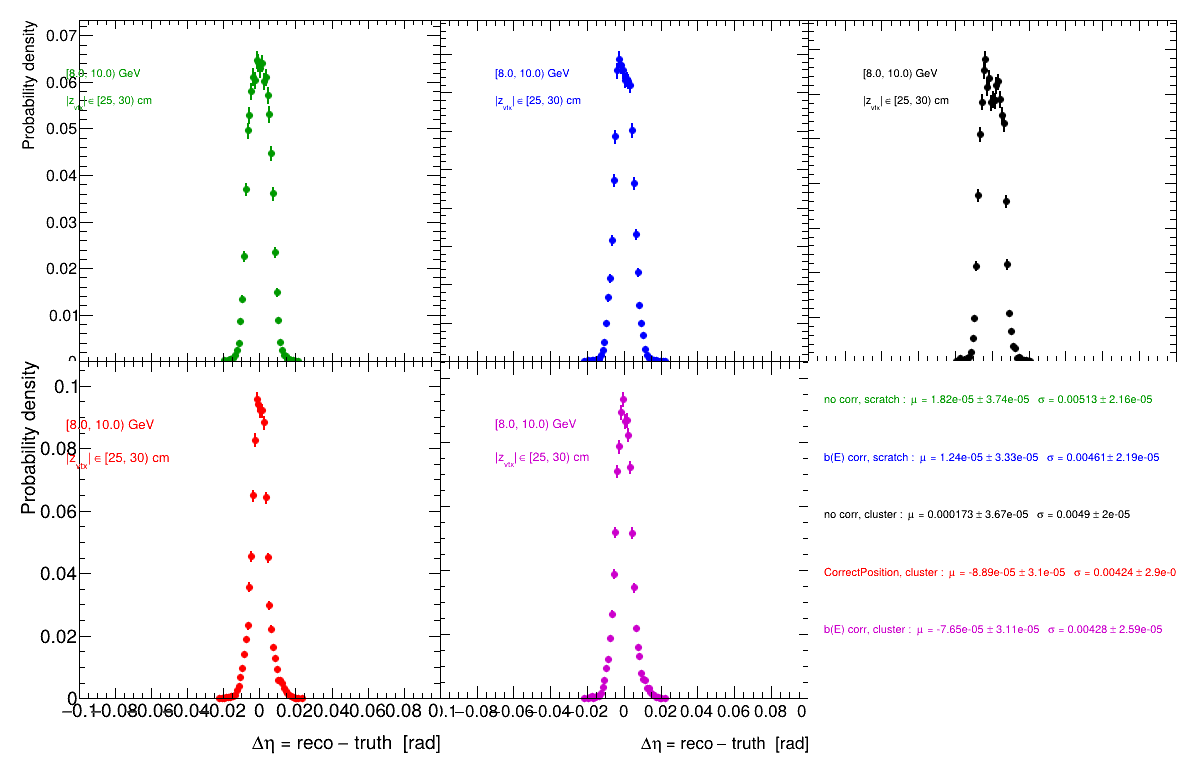 Probability density
0.07
0.06
0.05
0.04
0.03
0.02
0.01
0
[8.0, 10.0) GeV
|z_vtx| ∈ [25, 30) cm
[8.0, 10.0) GeV
|z_vtx| ∈ [25, 30) cm
[8.0, 10.0) GeV
|z_vtx| ∈ [25, 30) cm
Probability density
0.1
0.08
0.06
0.04
0.02
0
[8.0, 10.0) GeV
|z_vtx| ∈ [25, 30) cm
[8.0, 10.0) GeV
|z_vtx| ∈ [25, 30) cm
no corr, scratch : μ = 1.82e-05 ± 3.74e-05 σ = 0.00513 ± 2.16e-05
b(E) corr, scratch : μ = 1.24e-05 ± 3.33e-05 σ = 0.00461 ± 2.19e-05
no corr, cluster : μ = 0.000173 ± 3.67e-05 σ = 0.0049 ± 2e-05
CorrectPosition, cluster : μ = -8.89e-05 ± 3.1e-05 σ = 0.00424 ± 2.9e-0
b(E) corr, cluster : μ = -7.65e-05 ± 3.11e-05 σ = 0.00428 ± 2.59e-05
−0.1 −0.08 −0.06 −0.04 −0.02 0 0.02 0.04 0.06 0.08 0.1
−0.08 −0.06 −0.04 −0.02 0 0.02 0.04 0.06 0.08 0
Δη = reco − truth [rad]
Δη = reco − truth [rad]